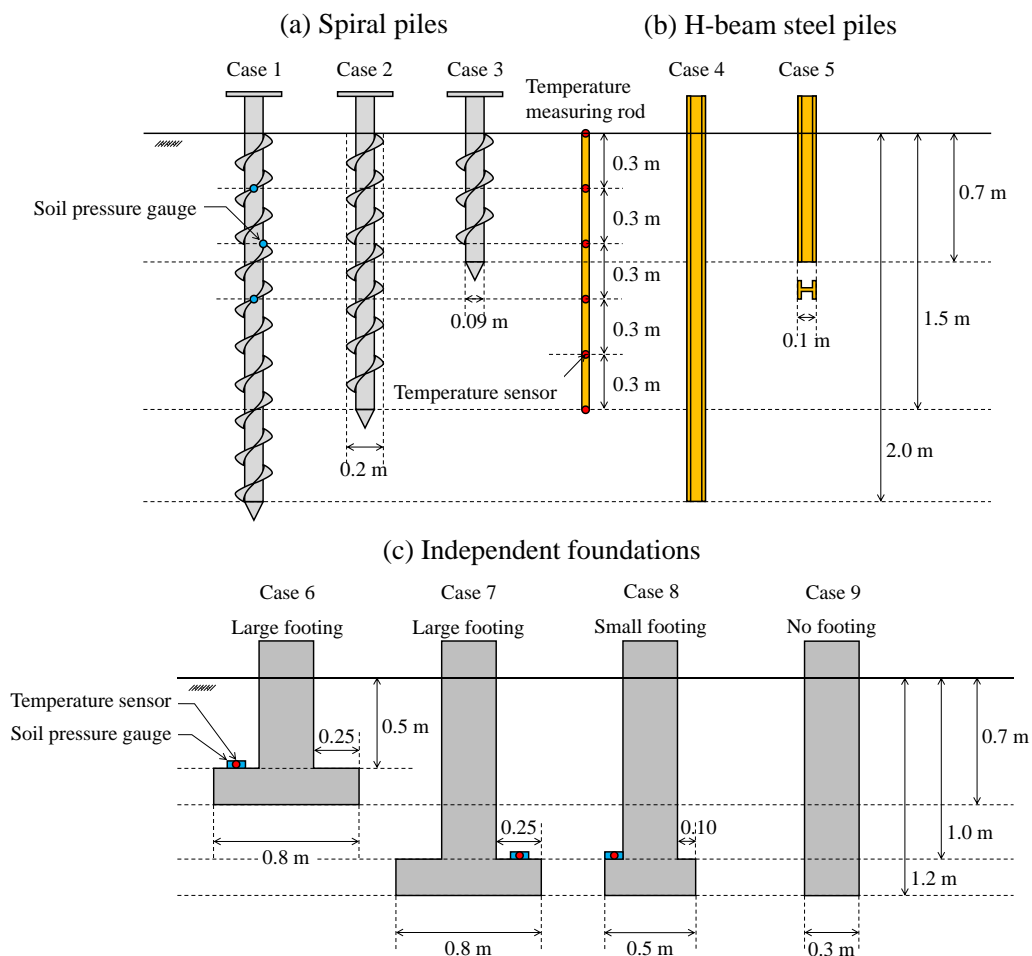 (a) Spiral piles
(b) H-beam steel piles
Case 1
Case 2
Case 3
Temperature
measuring rod
Case 4
Case 5
0.3 m
0.3 m
0.3 m
0.3 m
0.3 m
Soil pressure gauge
0.7 m
0.09 m
0.1 m
1.5 m
Temperature sensor
0.2 m
2.0 m
(c) Independent foundations
Case 6
Large footing
Case 7
Large footing
Case 8
Small footing
Case 9
No footing
Temperature sensor
Soil pressure gauge
0.25
0.5 m
0.7 m
0.25
0.10
1.0 m
0.8 m
1.2 m
0.8 m
0.5 m
0.3 m